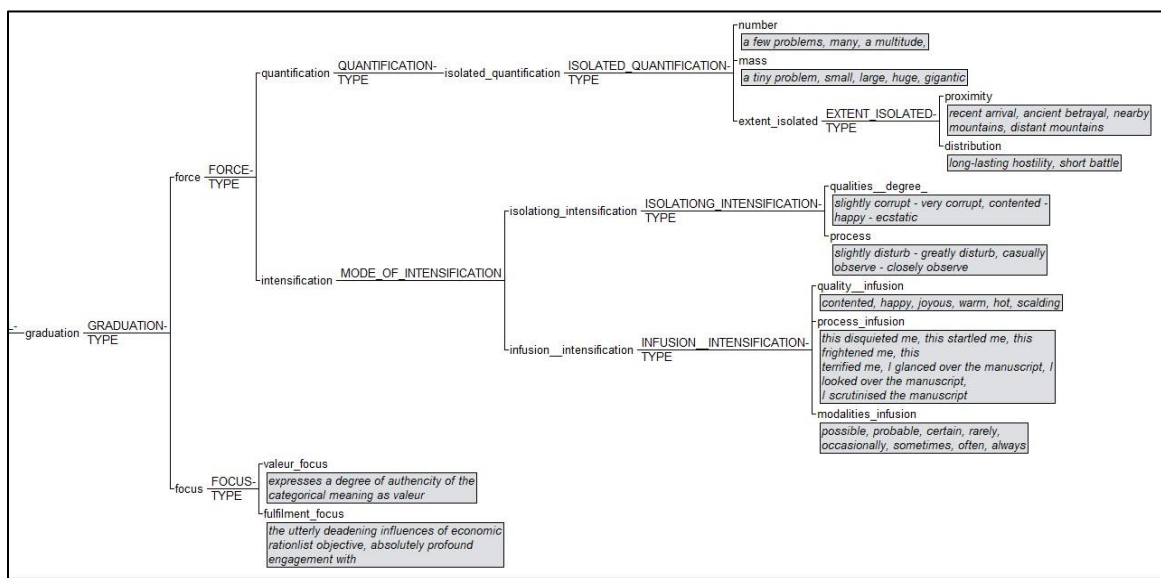 number
a few problems, many, a multitude,
quantification QUANTIFICATION-TYPE isolated_quantification ISOLATED_QUANTIFICATION-TYPE
mass
a tiny problem, small, large, huge, gigantic
proximity
extent_isolated EXTENT_ISOLATED-TYPE
recent arrival, ancient betrayal, nearby
mountains, distant mountains
distribution
long-lasting hostility, short battle
force FORCE-TYPE
qualities__degree_
isolationg_intensification ISOLATIONG_INTENSIFICATION-TYPE
slightly corrupt - very corrupt, contented -
happy - ecstatic
process
slightly disturb - greatly disturb, casually
observe - closely observe
intensification MODE_OF_INTENSIFICATION
quality__infusion
contented, happy, joyous, warm, hot, scalding
process_infusion
L- graduation GRADUATION-TYPE
infusion__intensification INFUSION__INTENSIFICATION-TYPE
this disquieted me, this startled me, this
frightened me, this
terrified me, I glanced over the manuscript, I
looked over the manuscript,
I scrutinised the manuscript
modalities_infusion
possible, probable, certain, rarely,
occasionally, sometimes, often, always
valeur_focus
expresses a degree of authencity of the
categorical meaning as valeur
focus FOCUS-TYPE
fulfilment_focus
the utterly deadening influences of economic
rationlist objective, absolutely profound
engagement with